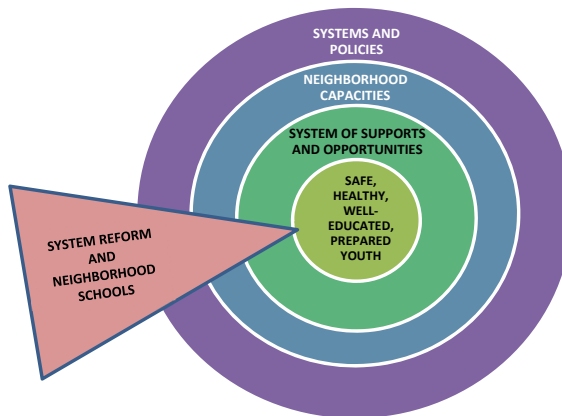 SYSTEMS AND
POLICIES
NEIGHBORHOOD
CAPACITIES
SYSTEM OF SUPPORTS
AND OPPORTUNITIES
SAFE,
HEALTHY,
WELL-
EDUCATED,
PREPARED
YOUTH
SYSTEM REFORM
AND
NEIGHBORHOOD
SCHOOLS